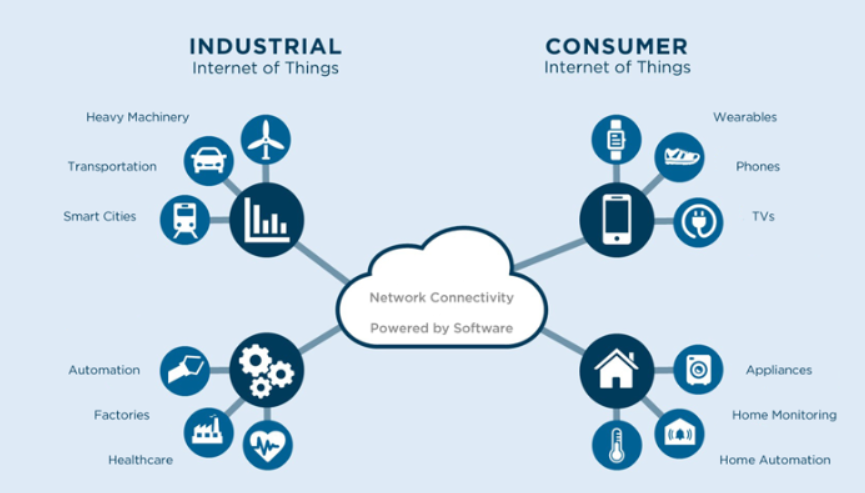 INDUSTRIAL
Internet of Things
CONSUMER
Internet of Things
Heavy Machinery
Transportation
Smart Cities
Wearables
Phones
TVs
Network Connectivity
Powered by Software
Automation
Factories
Healthcare
Appliances
Home Monitoring
Home Automation